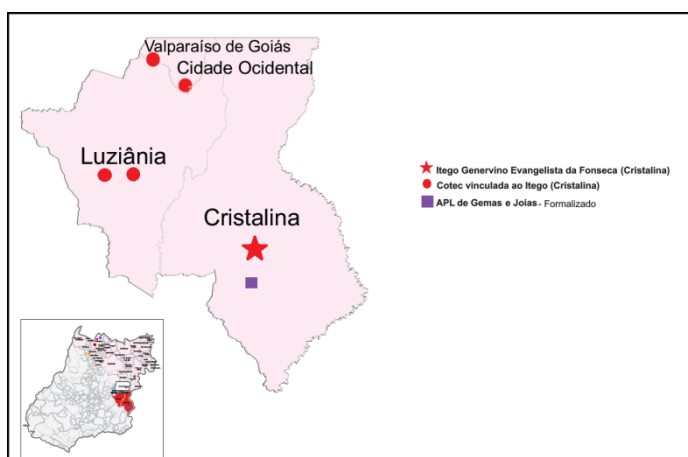 Valparaíso de Goiás
Cidade Ocidental
Luziânia
Cristalina
Itego Genervino Evangelista da Fonseca (Cristalina)
Cotec vinculada ao Itego (Cristalina)
APL de Gemas e Joias - Formalizado